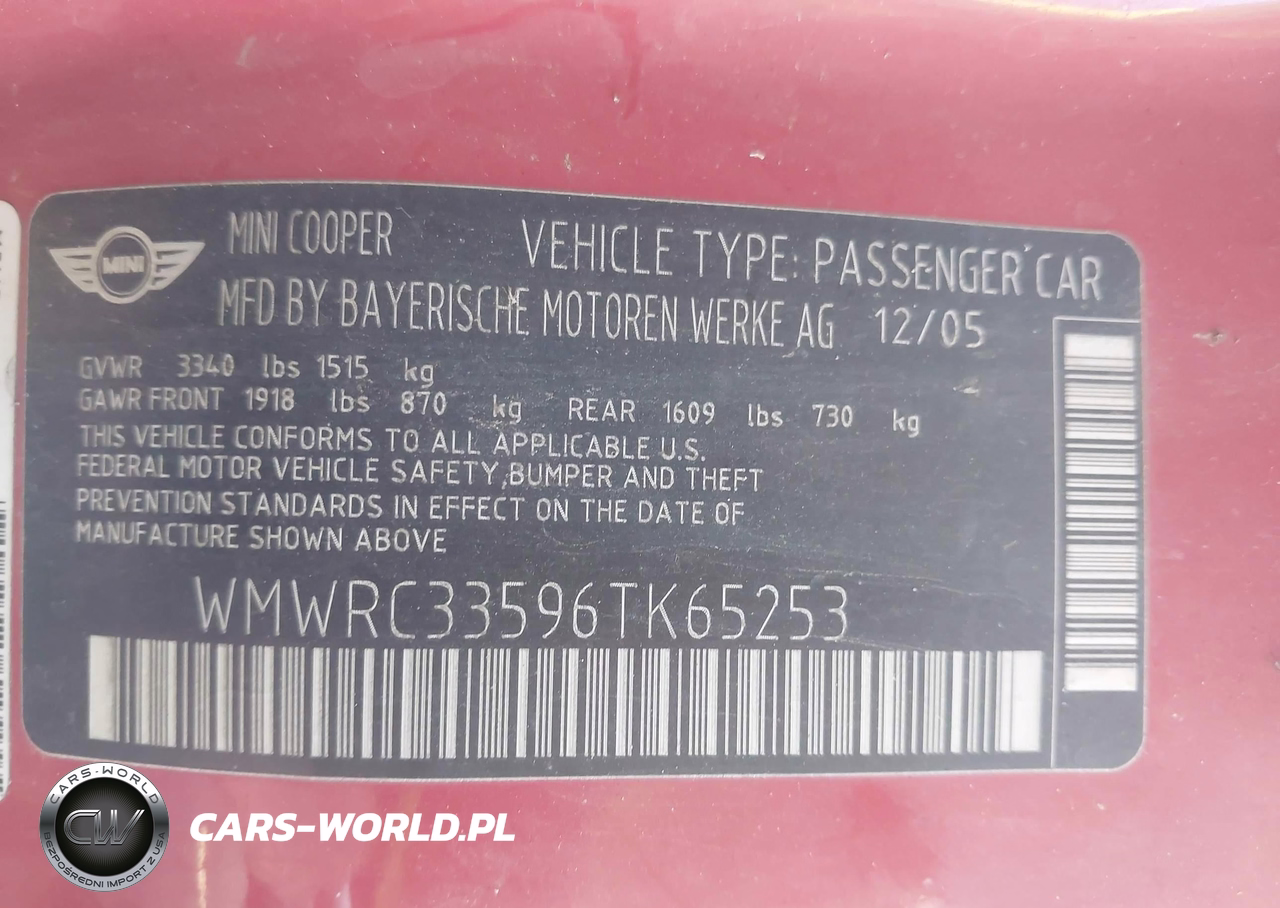 MINI COOPER VEHICLE TYPE: PASSENGER CAR
MINI
MFD BY BAYERISCHE MOTOREN WERKE AG 12/05
GVWR 3340 lbs 1515 kg
GAWR FRONT 1918 lbs 870 kg REAR 1609 lbs 730 kg
THIS VEHICLE CONFORMS TO ALL APPLICABLE U.S.
FEDERAL MOTOR VEHICLE SAFETY,BUMPER AND THEFT
PREVENTION STANDARDS IN EFFECT ON THE DATE OF
MANUFACTURE SHOWN ABOVE
WMWRC33596TK65253
CARS-WORLD
CW
BEZPOŚREDNI IMPORT Z USA
CARS-WORLD.PL